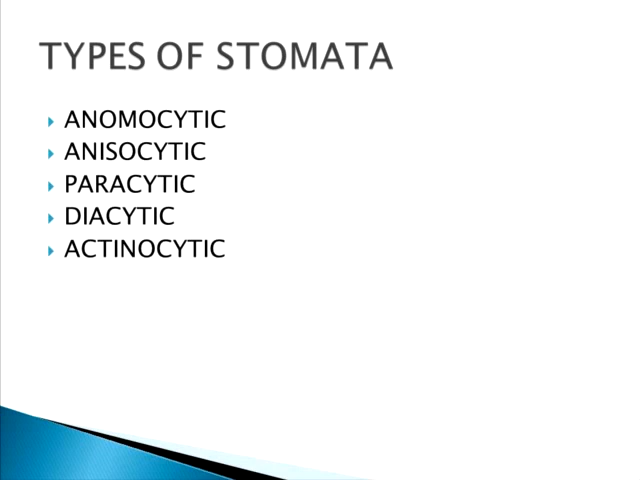 TYPES OF STOMATA
ANOMOCYTIC
ANISOCYTIC
PARACYTIC
DIACYTIC
ACTINOCYTIC